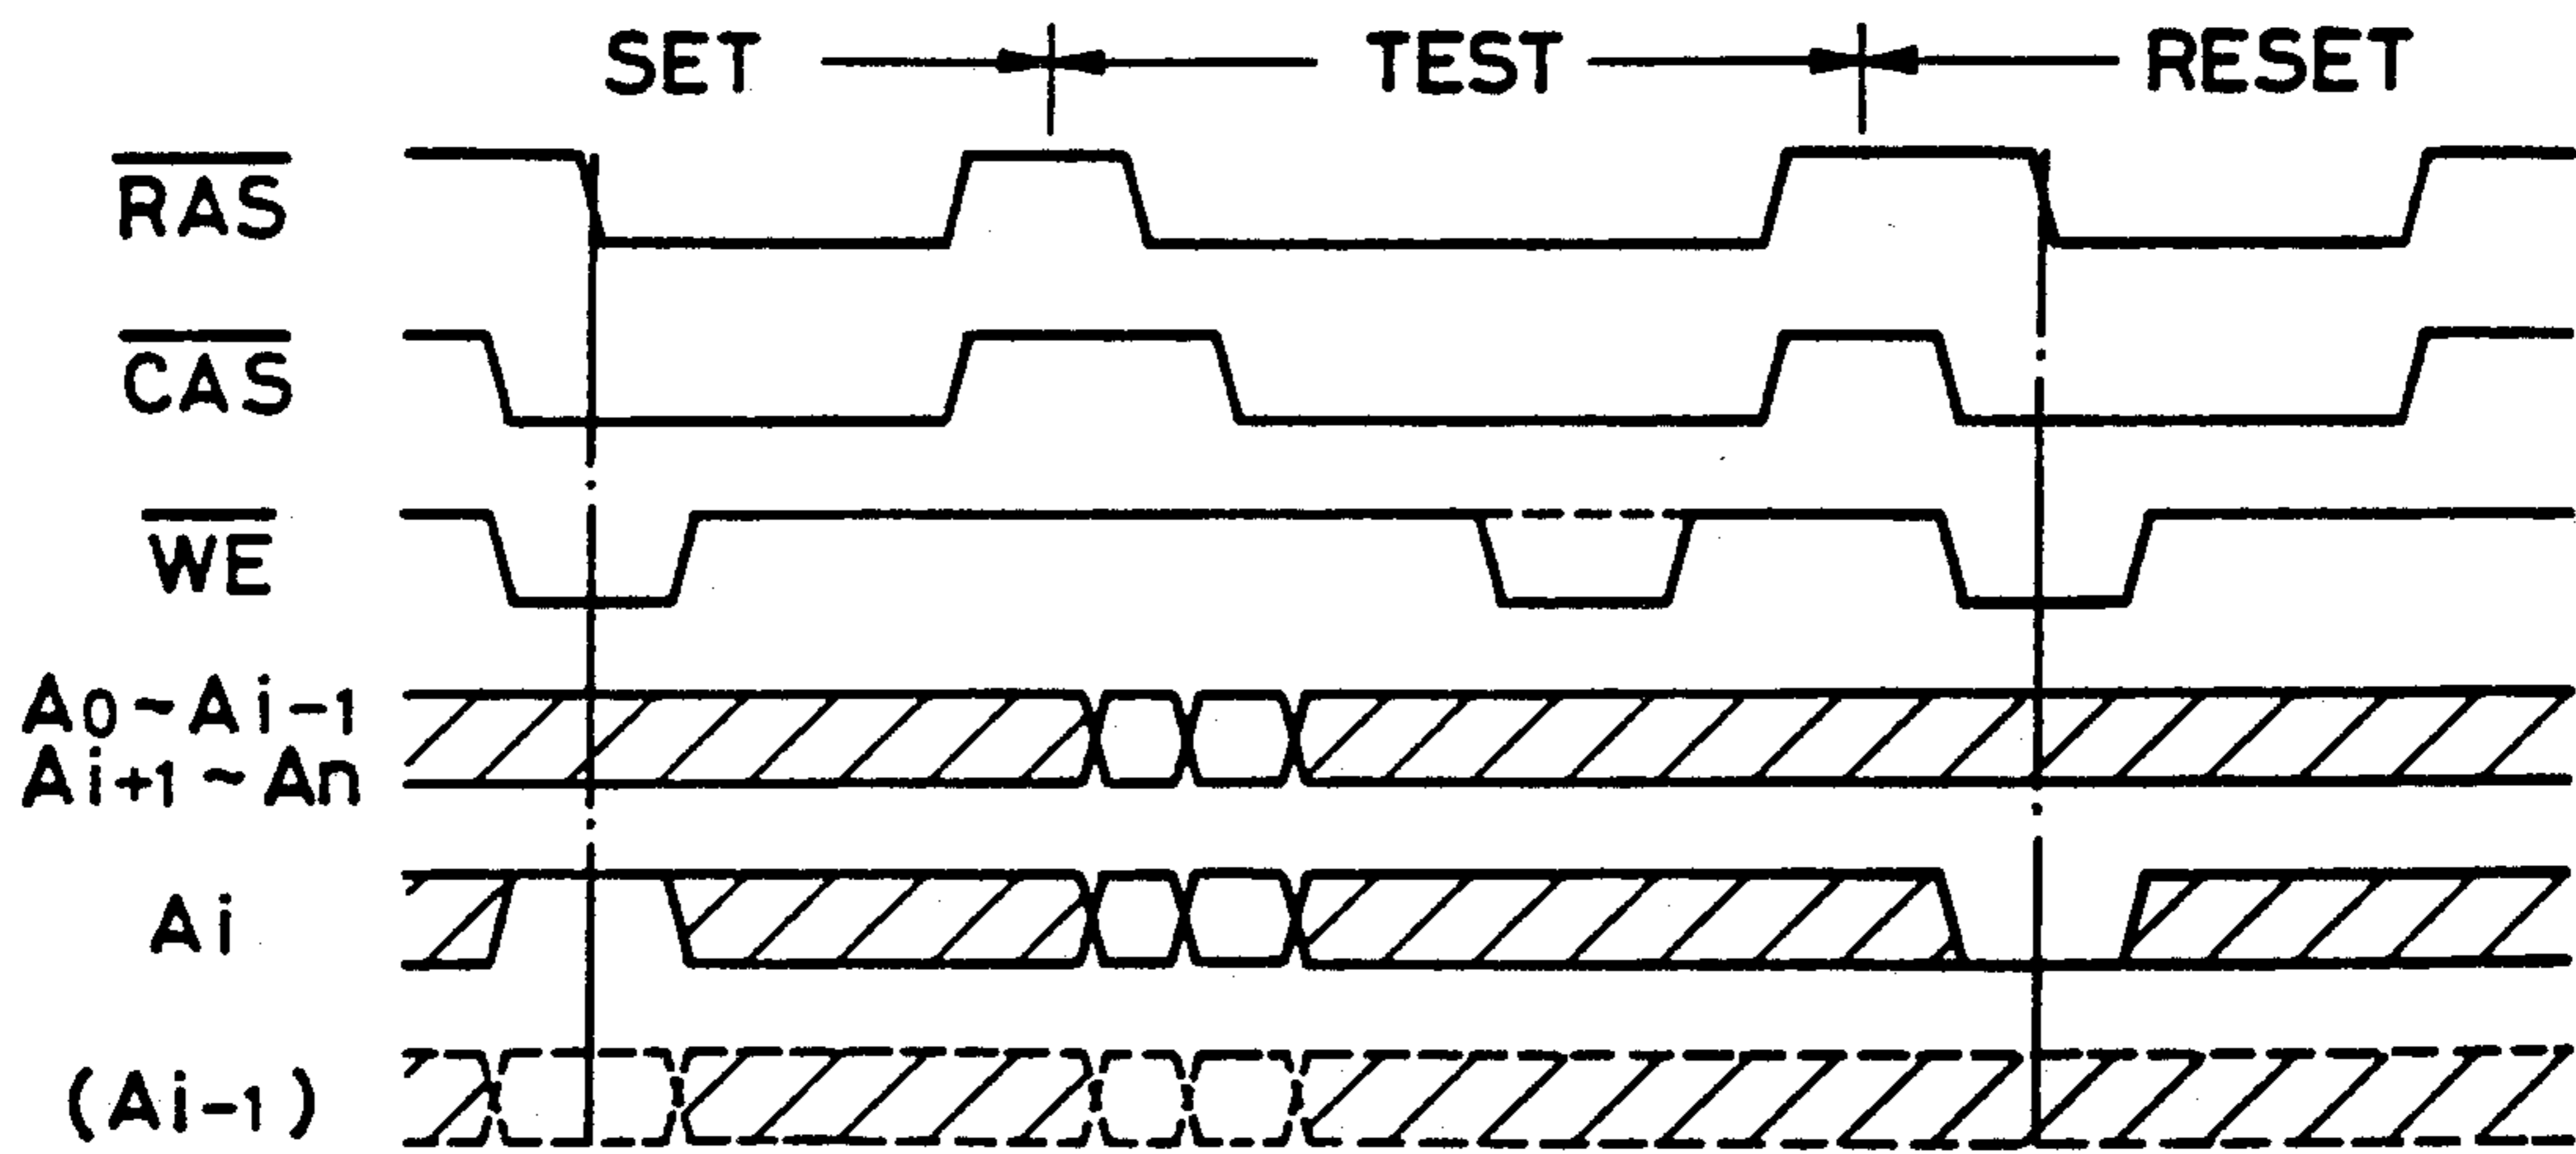 SET TEST RESET
RAS
CAS
WE
A0~Ai-1
Ai+1~An
Ai
(Ai-1)